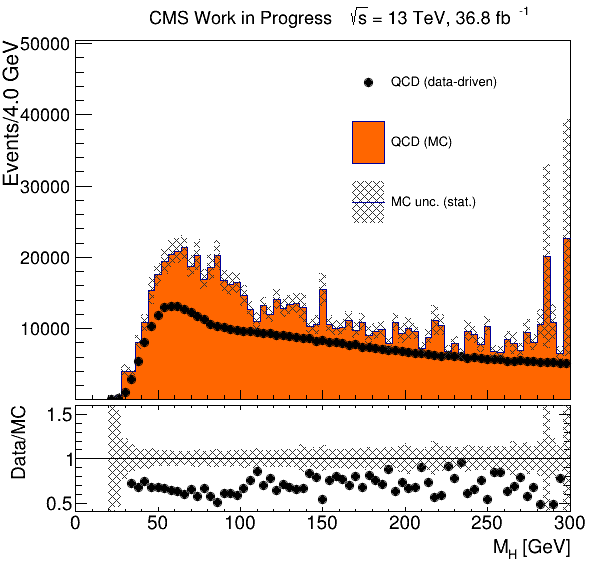 CMS Work in Progress √s = 13 TeV, 36.8 fb⁻¹
Events/4.0 GeV
50000
40000
30000
20000
10000
QCD (data-driven)
QCD (MC)
MC unc. (stat.)
Data/MC
1.5
1
0.5
0 50 100 150 200 250 300
M_H [GeV]